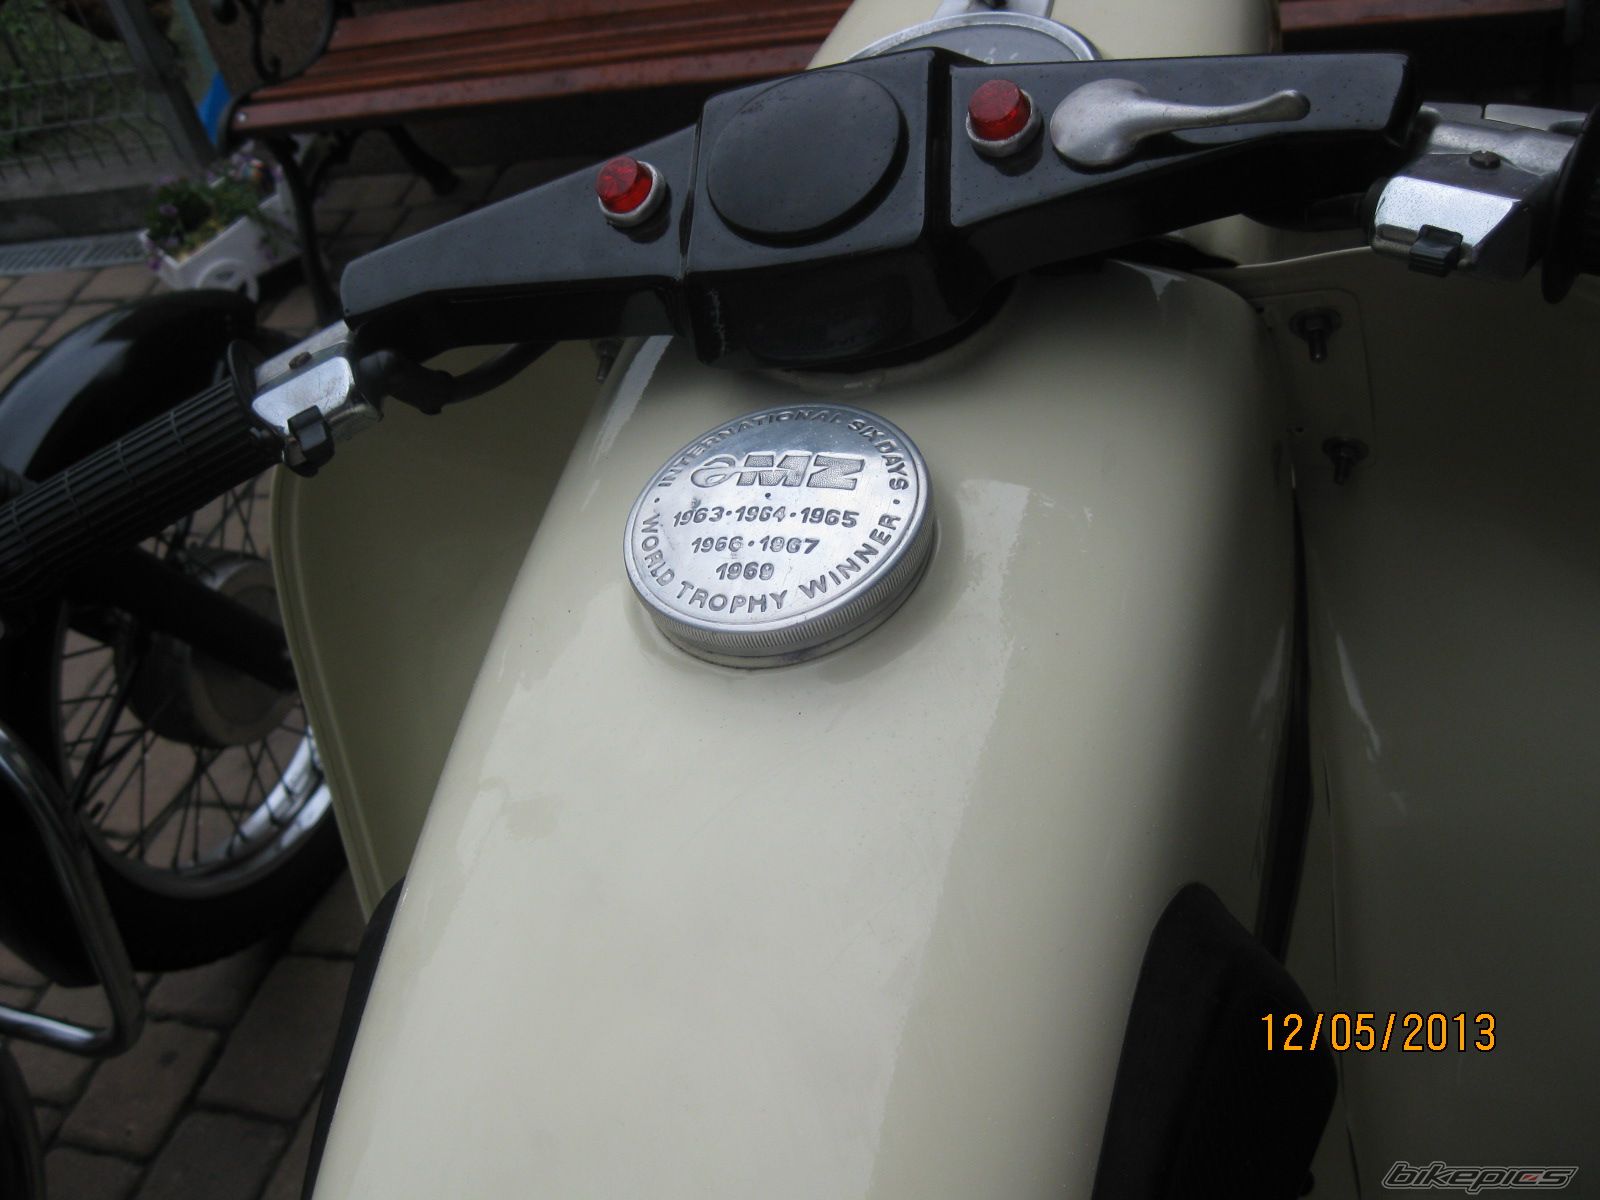 INTERNATIONAL SIX DAYS
MZ
1963 · 1964 · 1965
1966 · 1967
1969
WORLD TROPHY WINNER
12/05/2013
bikepics